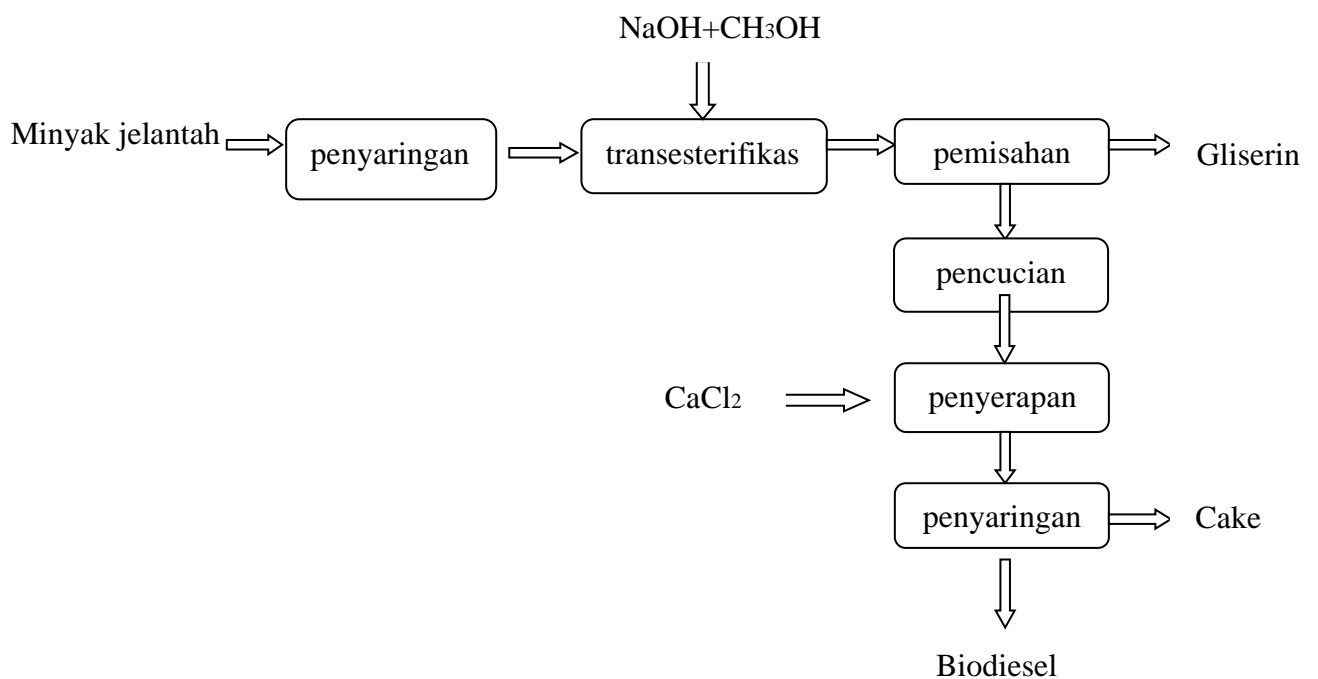 NaOH+CH3OH
Minyak jelantah
penyaringan
transesterifikas
pemisahan
Gliserin
pencucian
CaCl2
penyerapan
penyaringan
Cake
Biodiesel